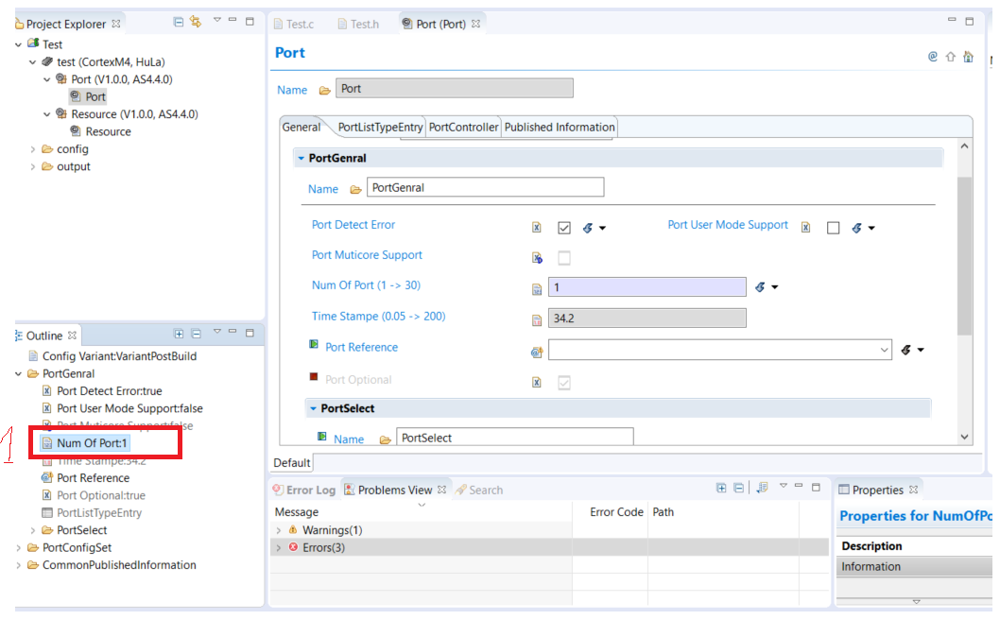 Project Explorer
Test
test (CortexM4, HuLa)
Port (V1.0.0, AS4.4.0)
Port
Resource (V1.0.0, AS4.4.0)
Resource
config
output
Test.c Test.h Port (Port)
Port
Name Port
General PortListTypeEntry PortController Published Information
PortGenral
Name PortGenral
Port Detect Error Port User Mode Support
Port Muticore Support
Num Of Port (1 -> 30) 1
Time Stampe (0.05 -> 200) 34.2
Port Reference
Port Optional
PortSelect
Name PortSelect
Default
Outline
Config Variant:VariantPostBuild
PortGenral
Port Detect Error:true
Port User Mode Support:false
Port Muticore Support:false
1
Num Of Port:1
Time Stampe:34.2
Port Reference
Port Optional:true
PortListTypeEntry
PortSelect
PortConfigSet
CommonPublishedInformation
Error Log Problems View Search
Message Error Code Path
Warnings(1)
Errors(3)
Properties
Properties for NumOfPo
Description
Information